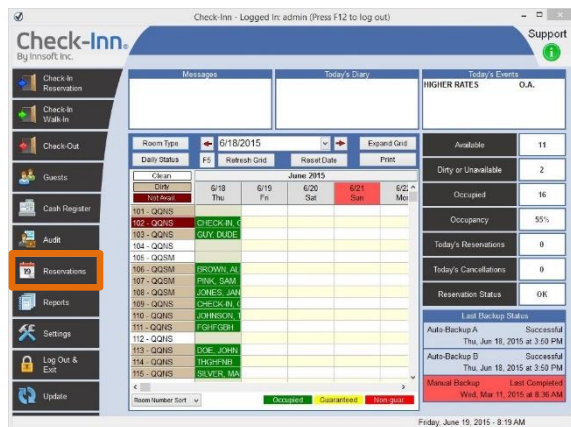 Check-Inn - Logged In: admin (Press F12 to log out)
Check-Inn®
By Innsoft Inc.
Support
Check-In
Reservation
Check-In
Walk-In
Check-Out
Guests
Cash Register
Audit
19
Reservations
Reports
Settings
Log Out &
Exit
Update
Messages
Today's Diary
Today's Events
HIGHER RATES O.A.
Room Type
6/18/2015
Expand Grid
Daily Status
F5
Refresh Grid
Reset Date
Print
Clean
Dirty
Not Avail
June 2015
6/18 6/19 6/20 6/21 6/2
Thu Fri Sat Sun Mo
101 - QQNS
102 - QQNS CHECK-IN, C
103 - QQNS GUY, DUDE
104 - QQNS
105 - QQSM
106 - QQSM BROWN, AL
107 - QQSM PINK, SAM
108 - QQSM JONES, JAN
109 - QQNS CHECK-IN, C
110 - QQNS JOHNSON, T
111 - QQNS FGHFGBH
112 - QQNS
113 - QQNS DOE, JOHN
114 - QQNS THGHFNB
115 - QQNS SILVER, MA
Room Number Sort
Occupied
Guaranteed
Non-guar
Available 11
Dirty or Unavailable 2
Occupied 16
Occupancy 55%
Today's Reservations 0
Today's Cancellations 0
Reservation Status OK
Last Backup Status
Auto-Backup A Successful
Thu, Jun 18, 2015 at 3:50 PM
Auto-Backup B Successful
Thu, Jun 18, 2015 at 3:50 PM
Manual Backup Last Completed
Wed, Mar 11, 2015 at 8:36 AM
Friday, June 19, 2015 - 8:19 AM